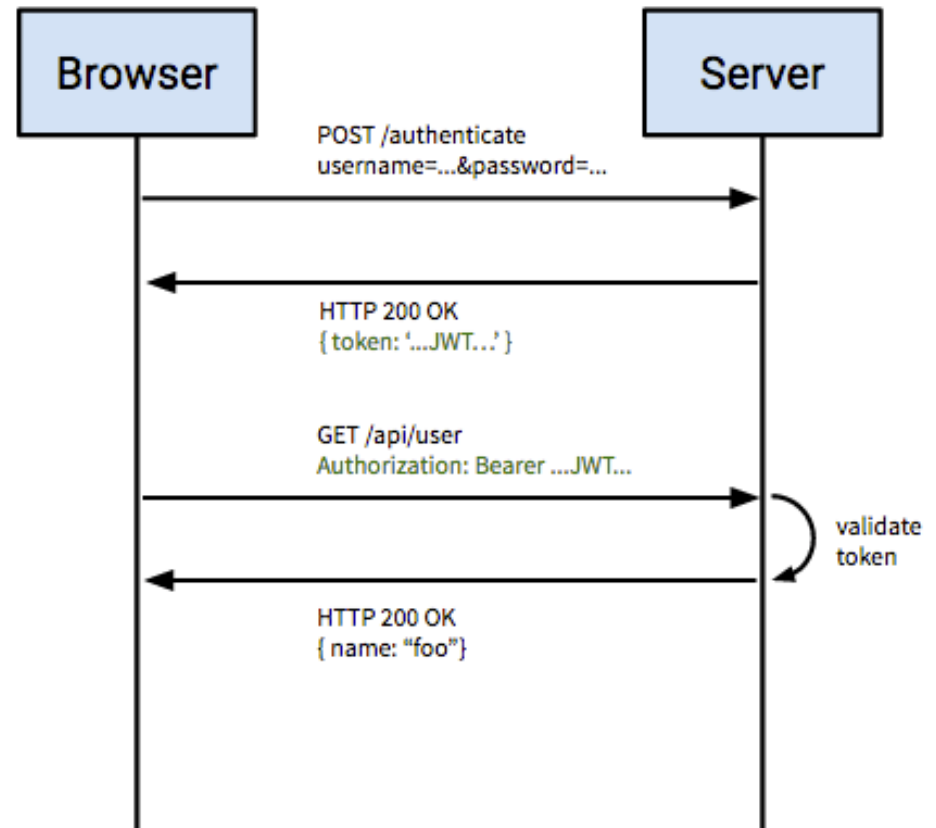 Browser
Server
POST /authenticate
username=...&password=...
HTTP 200 OK
{ token: ‘...JWT…’ }
GET /api/user
Authorization: Bearer ...JWT...
validate
token
HTTP 200 OK
{ name: “foo”}